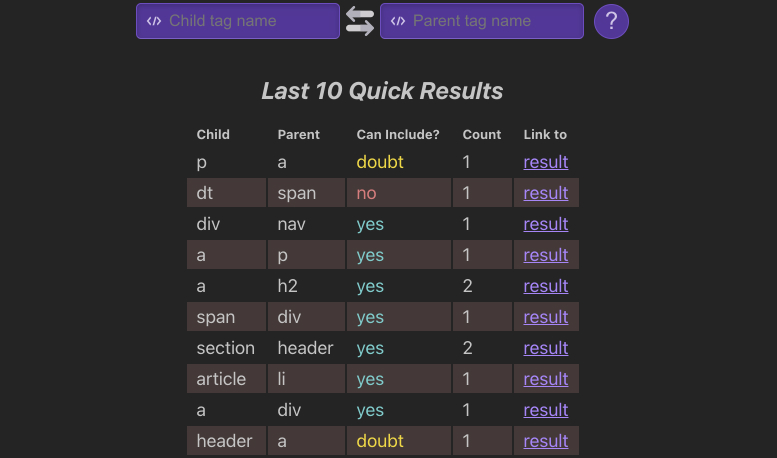 </> Child tag name </> Parent tag name ?
Last 10 Quick Results
Child Parent Can Include? Count Link to
p a doubt 1 result
dt span no 1 result
div nav yes 1 result
a p yes 1 result
a h2 yes 2 result
span div yes 1 result
section header yes 2 result
article li yes 1 result
a div yes 1 result
header a doubt 1 result